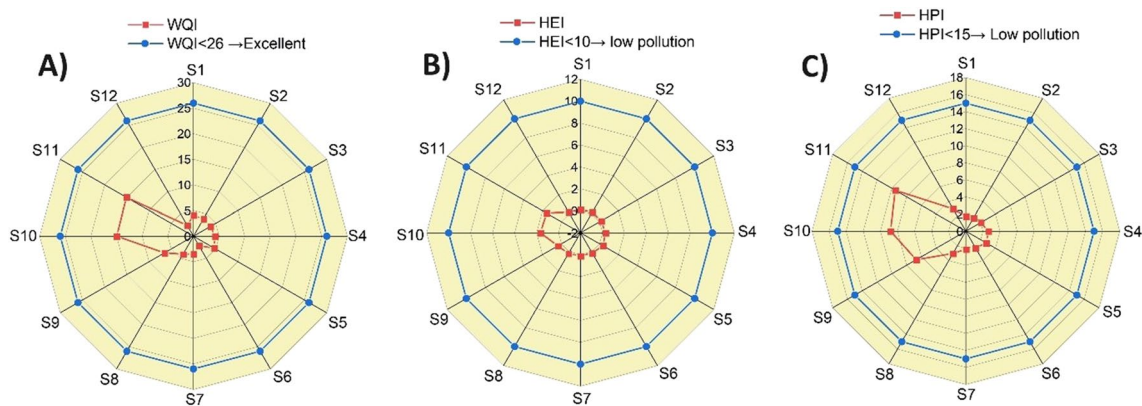 A)
WQI
WQI<26 →Excellent
S1
S2
S3
S4
S5
S6
S7
S8
S9
S10
S11
S12
30
25
20
15
10
5
0
B)
HEI
HEI<10→ low pollution
S1
S2
S3
S4
S5
S6
S7
S8
S9
S10
S11
S12
12
10
8
6
4
2
0
-2
C)
HPI
HPI<15→ Low pollution
S1
S2
S3
S4
S5
S6
S7
S8
S9
S10
S11
S12
18
16
14
12
10
8
6
4
2
0